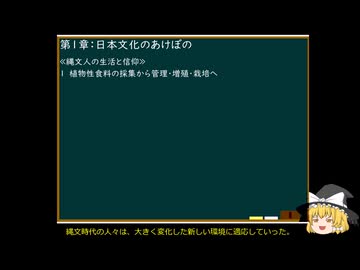 第1章:日本文化のあけぼの
≪縄文人の生活と信仰≫
1 植物性食料の採集から管理・増殖・栽培へ
縄文時代の人々は、大きく変化した新しい環境に適応していった。